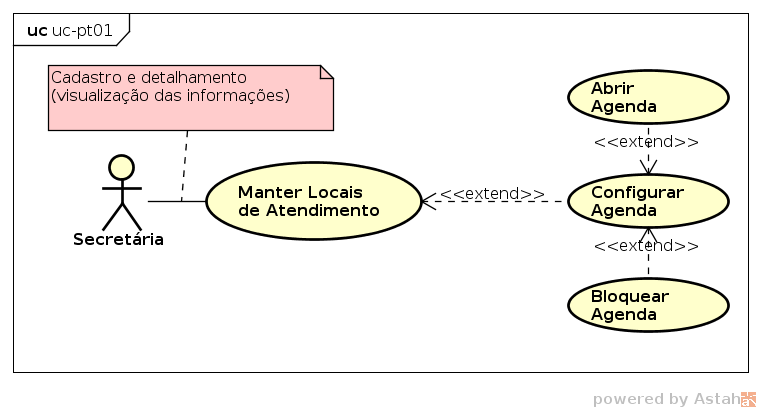 uc uc-pt01
Cadastro e detalhamento
(visualização das informações)
Abrir
Agenda
<<extend>>
Manter Locais
de Atendimento
<<extend>>
Configurar
Agenda
Secretária
<<extend>>
Bloquear
Agenda
powered by Astah